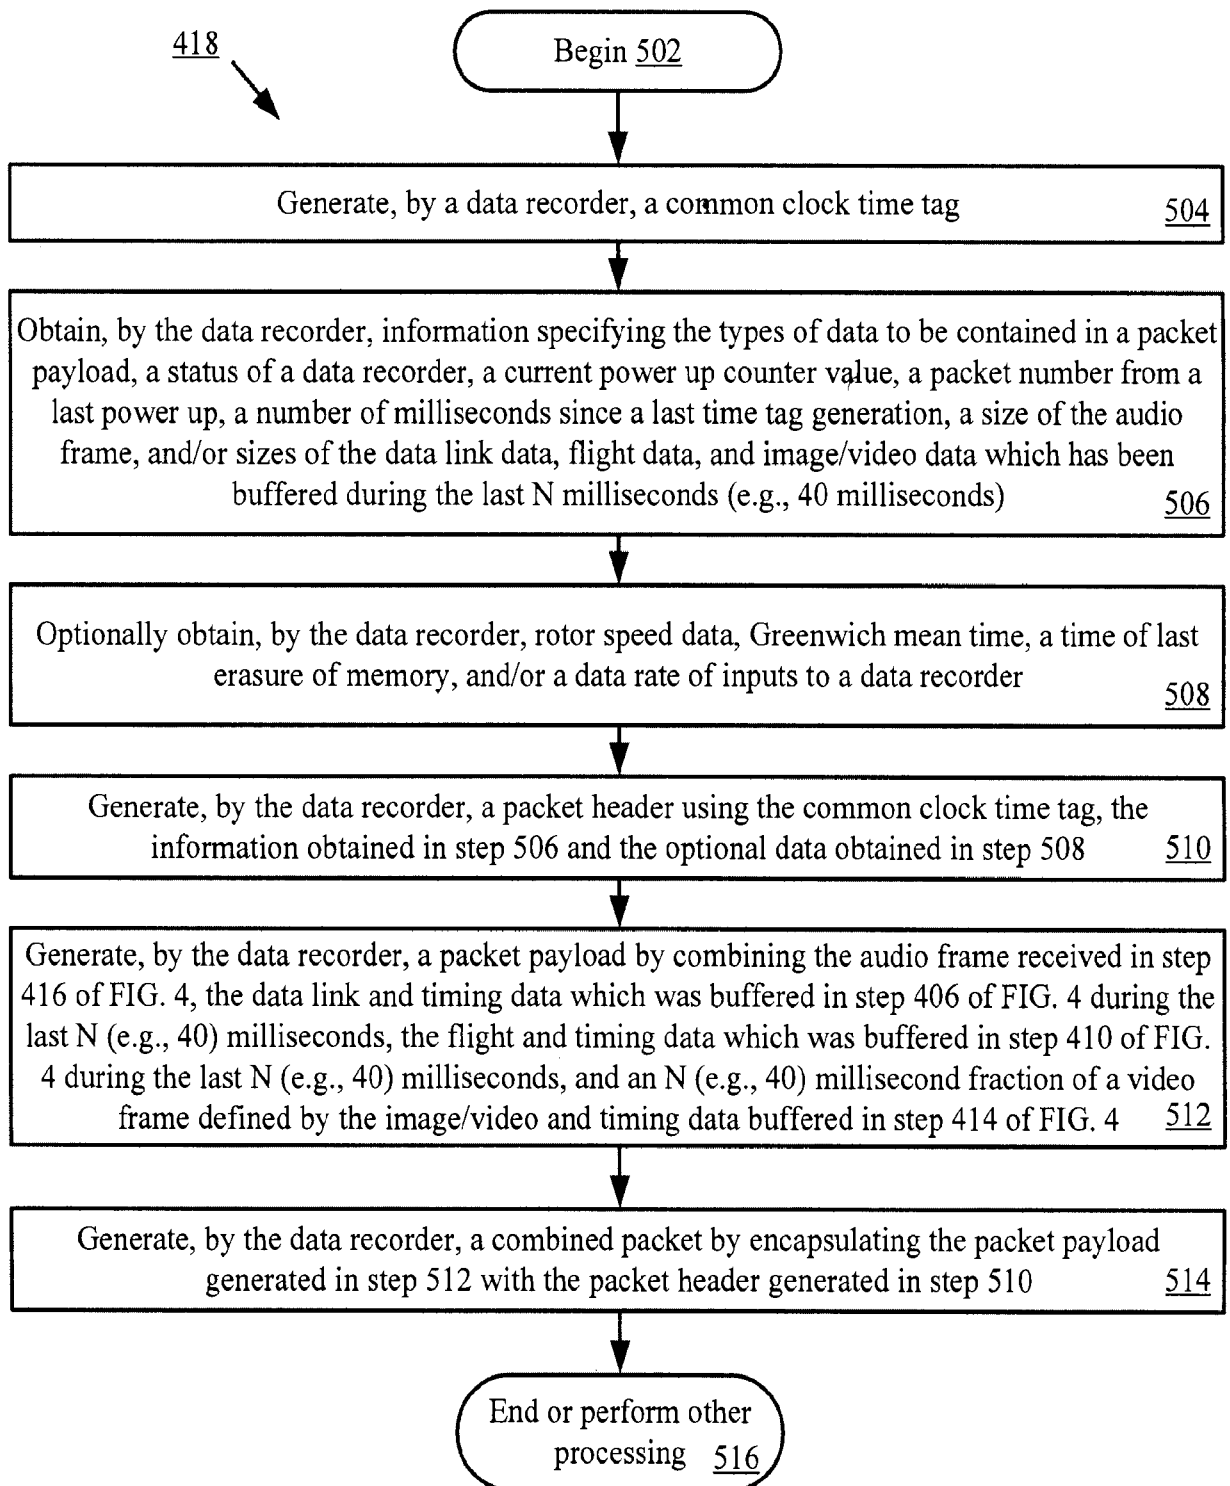 418
Begin 502
Generate, by a data recorder, a common clock time tag
504
Obtain, by the data recorder, information specifying the types of data to be contained in a packet
payload, a status of a data recorder, a current power up counter value, a packet number from a
last power up, a number of milliseconds since a last time tag generation, a size of the audio
frame, and/or sizes of the data link data, flight data, and image/video data which has been
buffered during the last N milliseconds (e.g., 40 milliseconds)
506
Optionally obtain, by the data recorder, rotor speed data, Greenwich mean time, a time of last
erasure of memory, and/or a data rate of inputs to a data recorder
508
Generate, by the data recorder, a packet header using the common clock time tag, the
information obtained in step 506 and the optional data obtained in step 508
510
Generate, by the data recorder, a packet payload by combining the audio frame received in step
416 of FIG. 4, the data link and timing data which was buffered in step 406 of FIG. 4 during the
last N (e.g., 40) milliseconds, the flight and timing data which was buffered in step 410 of FIG.
4 during the last N (e.g., 40) milliseconds, and an N (e.g., 40) millisecond fraction of a video
frame defined by the image/video and timing data buffered in step 414 of FIG. 4
512
Generate, by the data recorder, a combined packet by encapsulating the packet payload
generated in step 512 with the packet header generated in step 510
514
End or perform other
processing 516